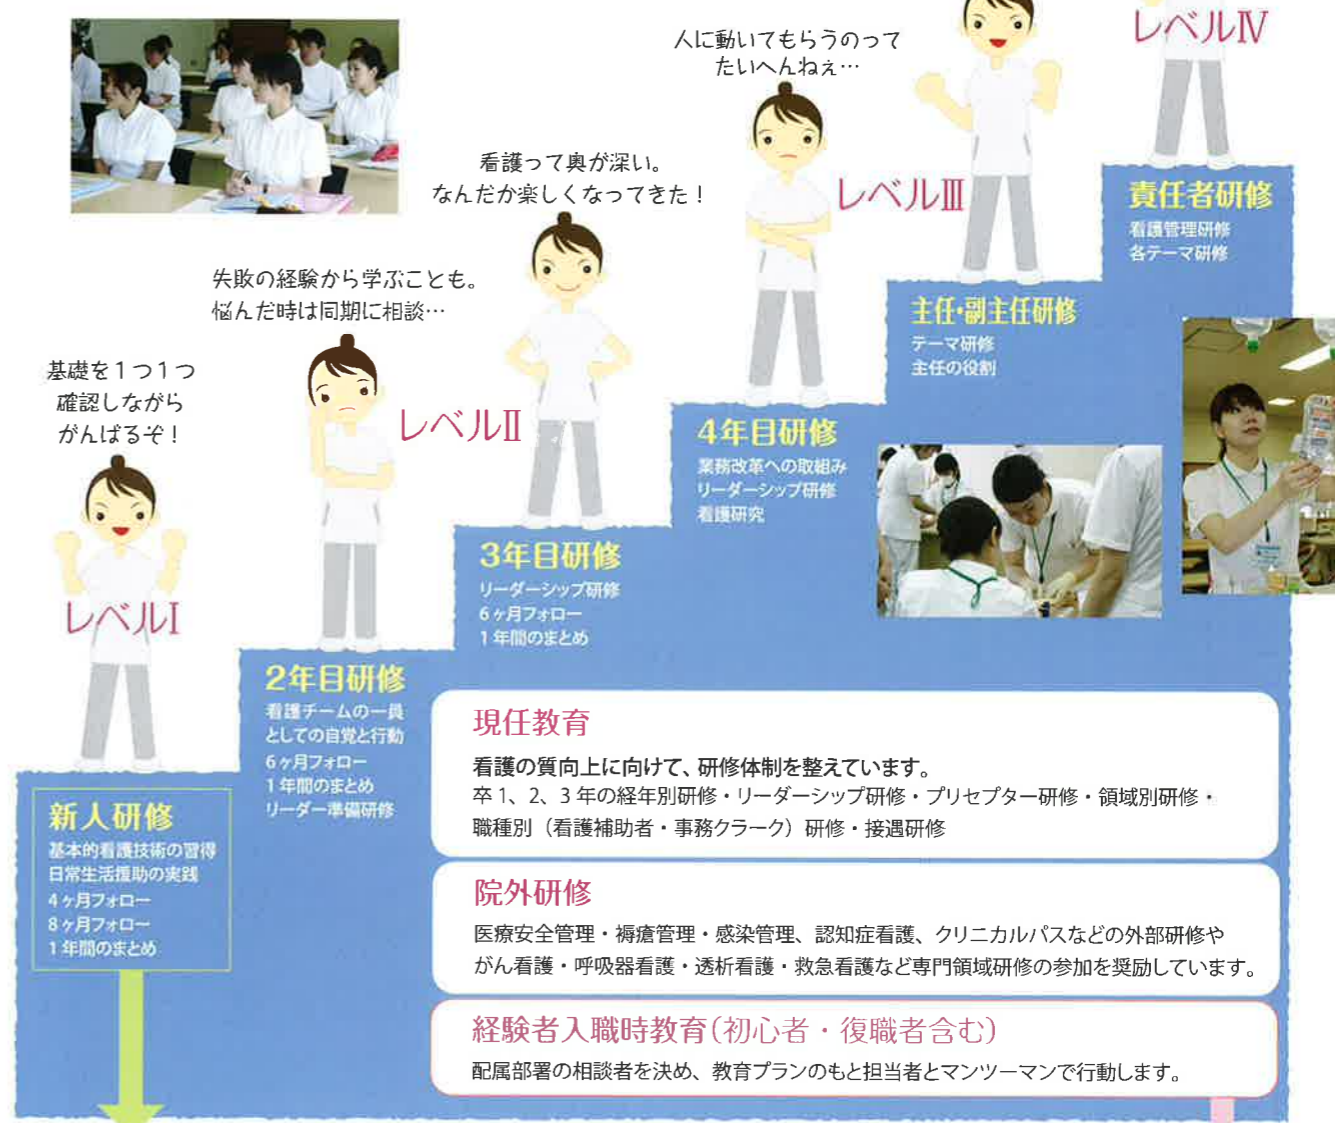 人に動いてもらうのって
たいへんねぇ…
レベルⅣ
看護って奥が深い。
なんだか楽しくなってきた！
レベルⅢ
責任者研修
看護管理研修
各テーマ研修
失敗の経験から学ぶことも。
悩んだ時は同期に相談…
主任・副主任研修
テーマ研修
主任の役割
基礎を１つ１つ
確認しながら
がんばるぞ！
レベルⅡ
4年目研修
業務改革への取組み
リーダーシップ研修
看護研究
3年目研修
リーダーシップ研修
6ヶ月フォロー
1年間のまとめ
レベルⅠ
2年目研修
看護チームの一員
としての自覚と行動
6ヶ月フォロー
1年間のまとめ
リーダー準備研修
新人研修
基本的看護技術の習得
日常生活援助の実践
4ヶ月フォロー
8ヶ月フォロー
1年間のまとめ
現任教育
看護の質向上に向けて、研修体制を整えています。
卒1、2、3年の経年別研修・リーダーシップ研修・プリセプター研修・領域別研修・
職種別（看護補助者・事務クラーク）研修・接遇研修
院外研修
医療安全管理・褥瘡管理・感染管理、認知症看護、クリニカルパスなどの外部研修や
がん看護・呼吸器看護・透析看護・救急看護など専門領域研修の参加を奨励しています。
経験者入職時教育（初心者・復職者含む）
配属部署の相談者を決め、教育プランのもと担当者とマンツーマンで行動します。